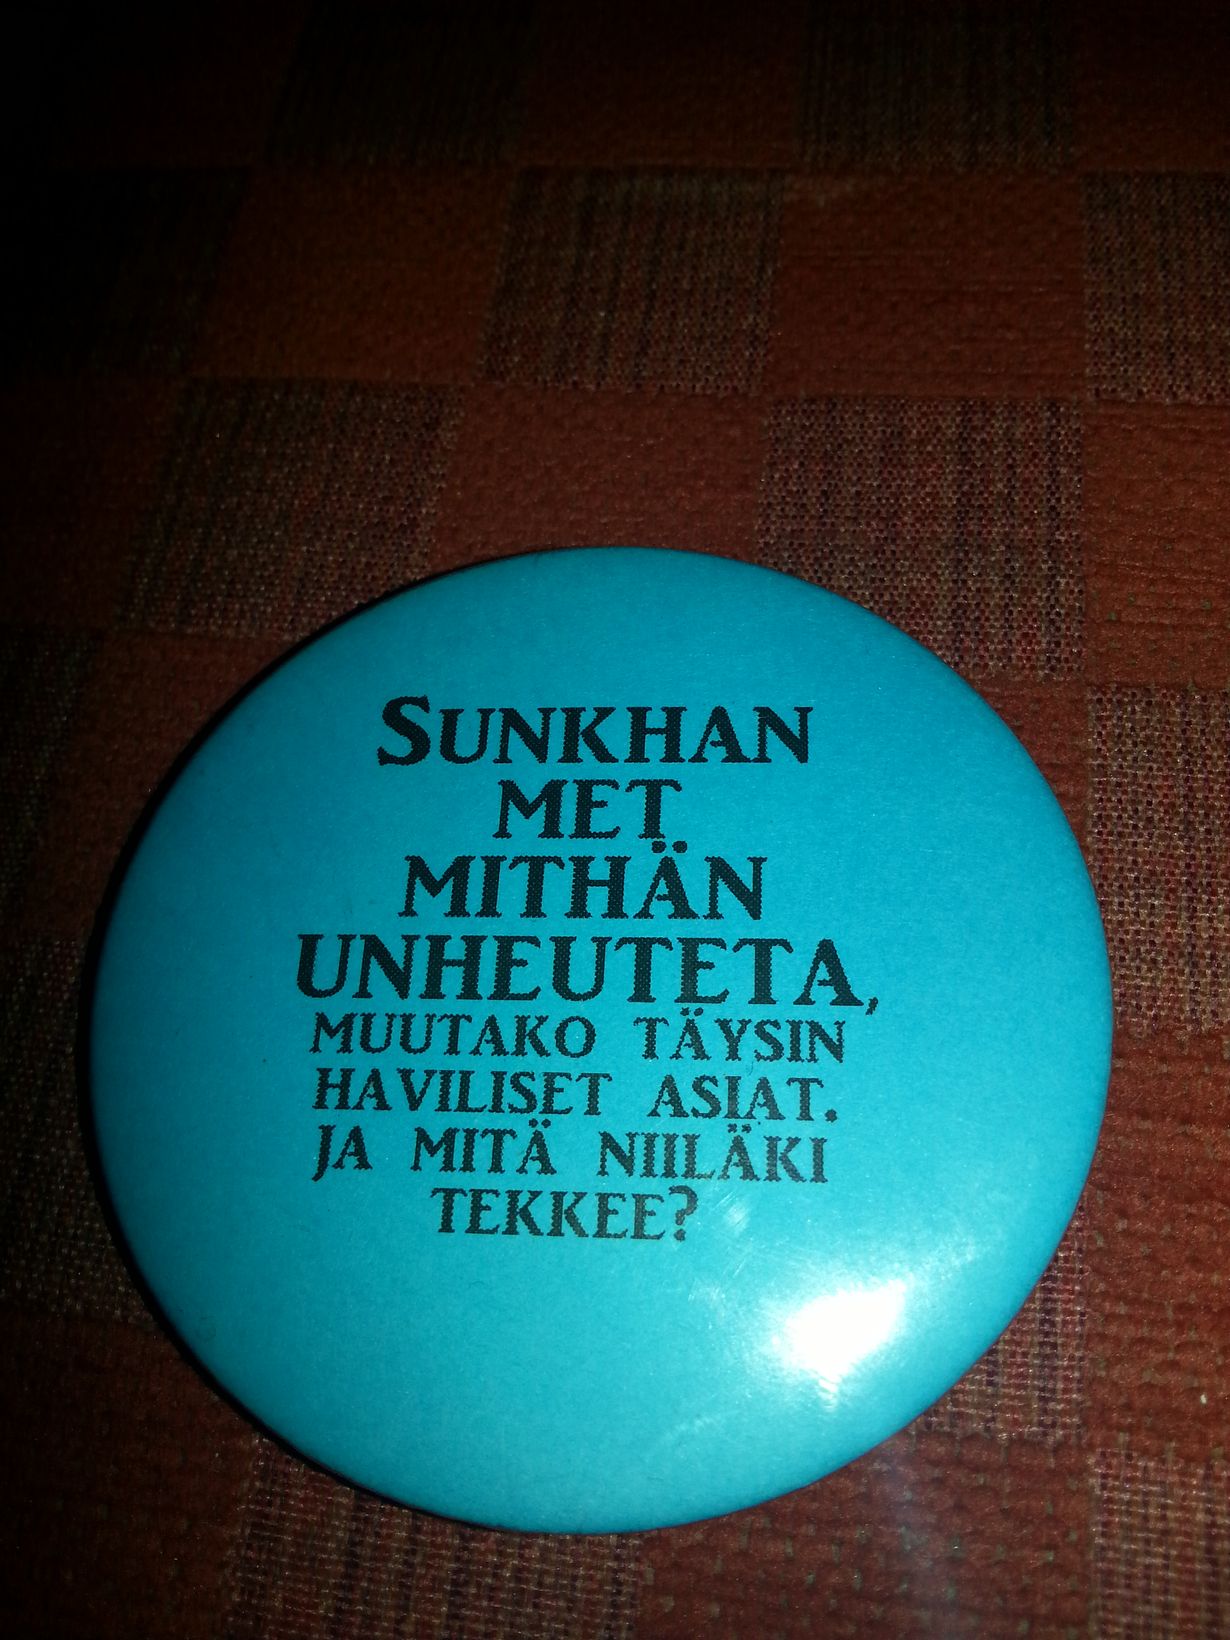 Sunkhan
met
mithän
unheuteta,
muutako täysin
haviliset asiat.
Ja mitä niiläki
tekkee?